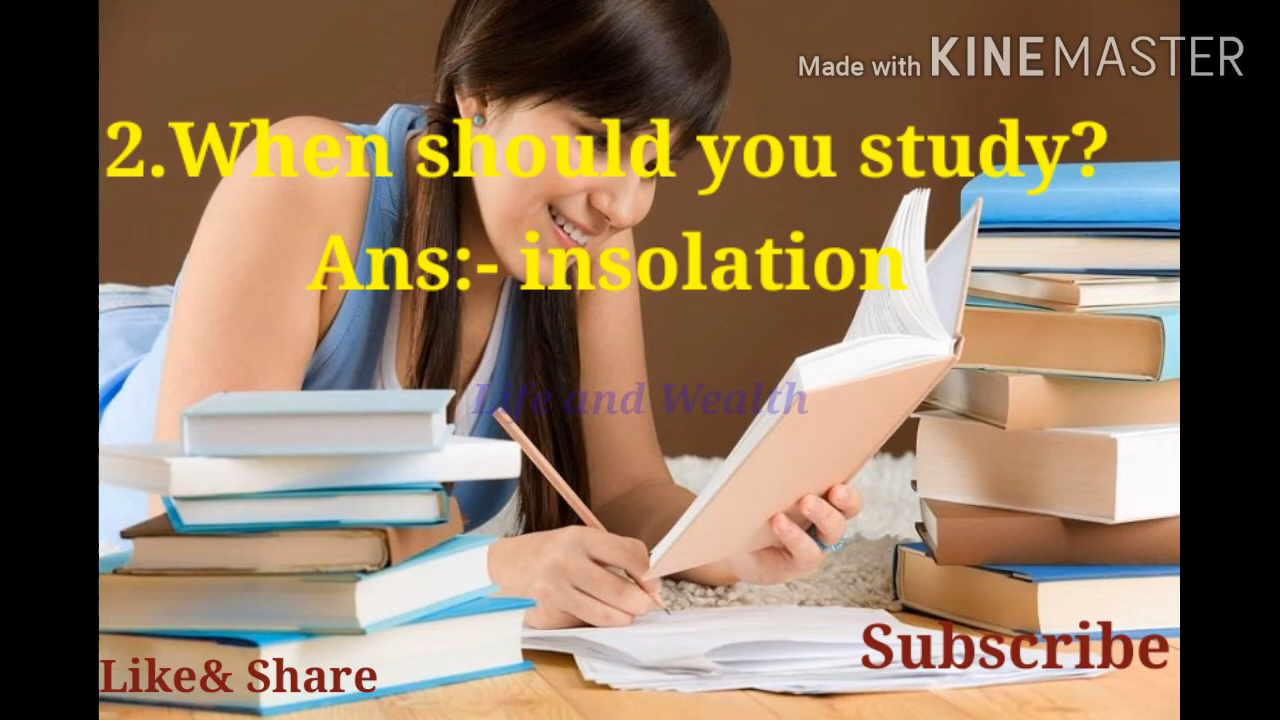 Made with KINEMASTER
2.When should you study?
Ans:- insolation
Life and Wealth
Subscribe
Like& Share